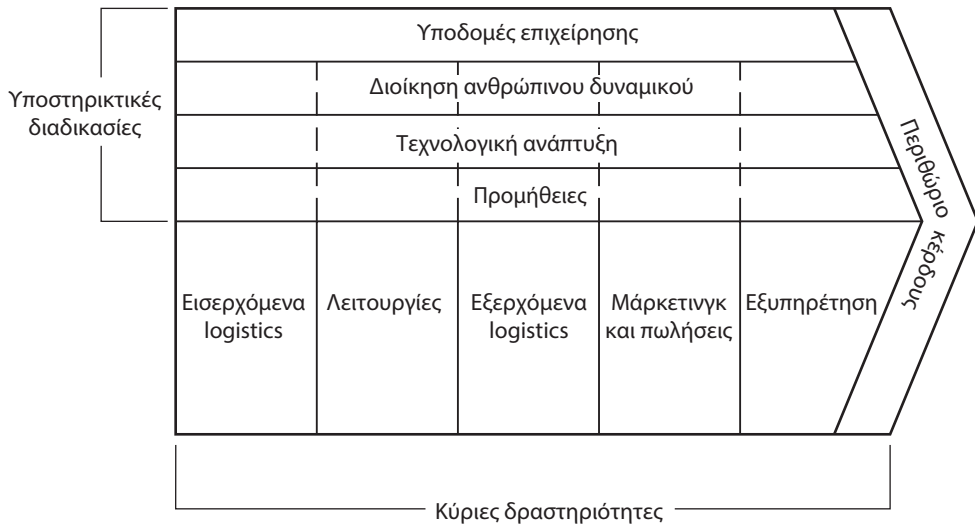 Υποδομές επιχείρησης
Υποστηρικτικές
διαδικασίες
Διοίκηση ανθρώπινου δυναμικού
Τεχνολογική ανάπτυξη
Προμήθειες
Περιθώριο κέρδους
Εισερχόμενα
logistics
Λειτουργίες
Εξερχόμενα
logistics
Μάρκετινγκ
και πωλήσεις
Εξυπηρέτηση
Κύριες δραστηριότητες